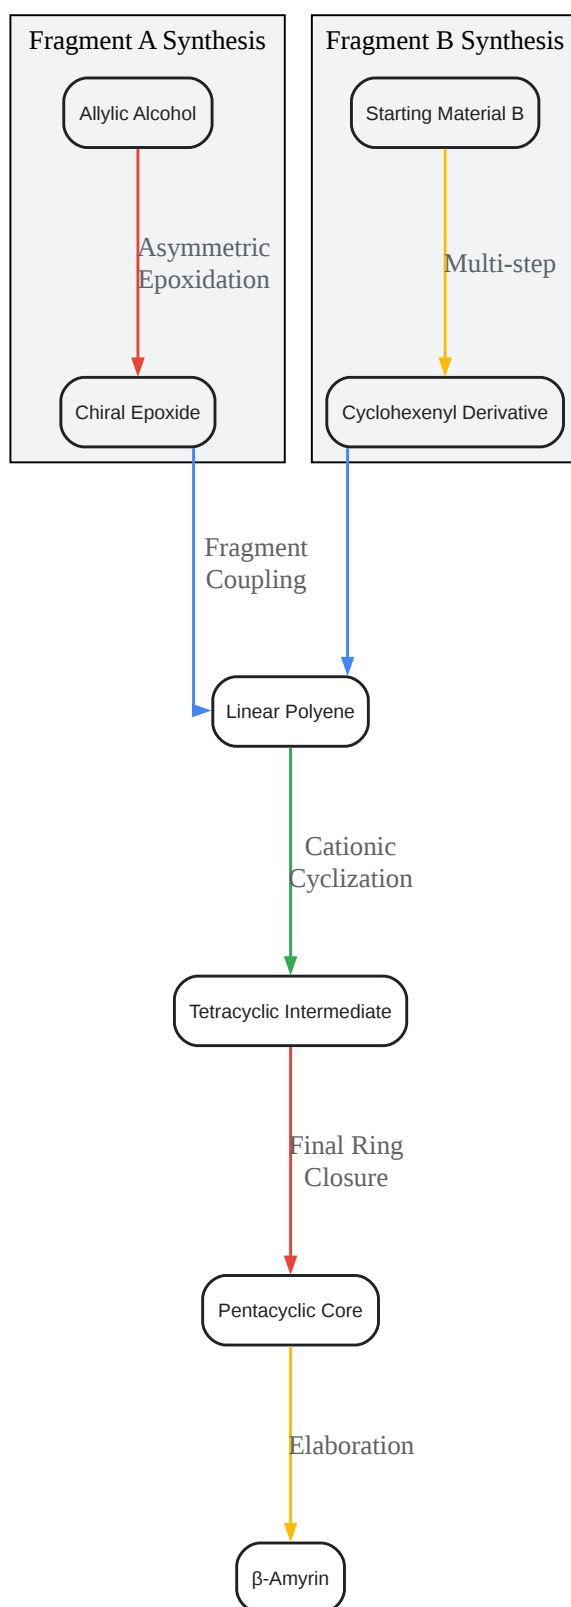 Fragment A Synthesis
Fragment B Synthesis
Allylic Alcohol
Starting Material B
Asymmetric
Epoxidation
Multi-step
Chiral Epoxide
Cyclohexenyl Derivative
Fragment
Coupling
Linear Polyene
Cationic
Cyclization
Tetracyclic Intermediate
Final Ring
Closure
Pentacyclic Core
Elaboration
β-Amyrin